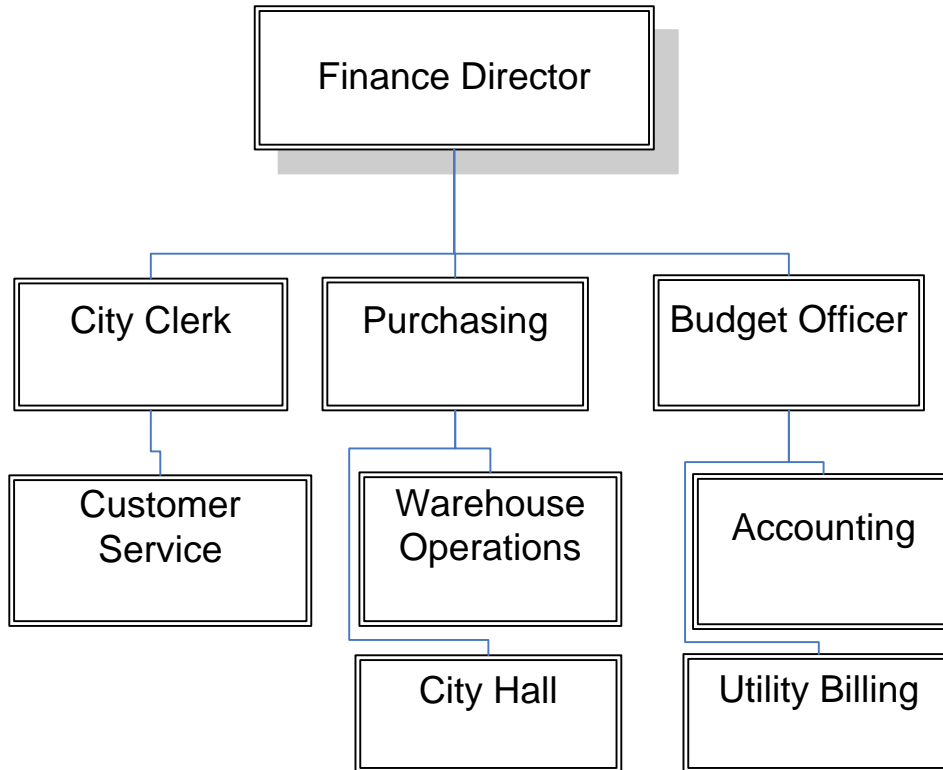 Finance Director
City Clerk
Purchasing
Budget Officer
Customer
Service
Warehouse
Operations
Accounting
City Hall
Utility Billing